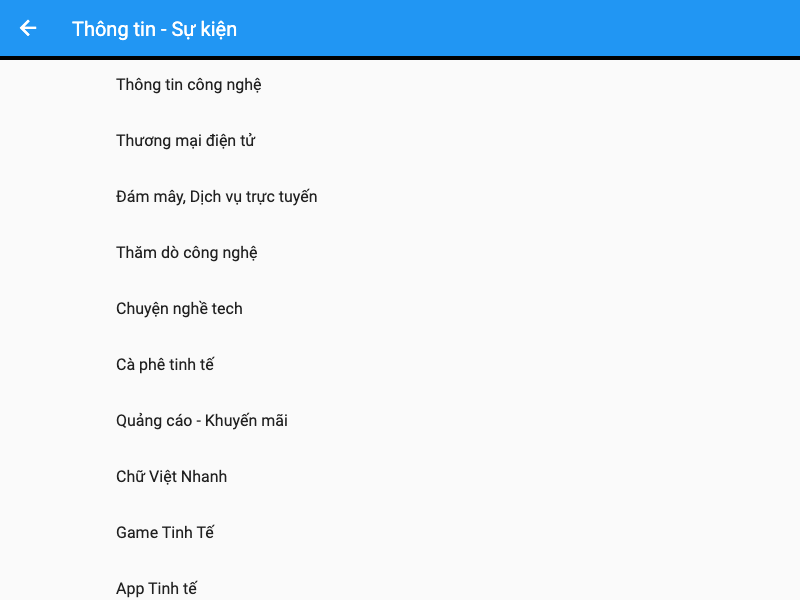 Thông tin - Sự kiện
Thông tin công nghệ
Thương mại điện tử
Đám mây, Dịch vụ trực tuyến
Thăm dò công nghệ
Chuyện nghề tech
Cà phê tinh tế
Quảng cáo - Khuyến mãi
Chữ Việt Nhanh
Game Tinh Tế
App Tinh tế